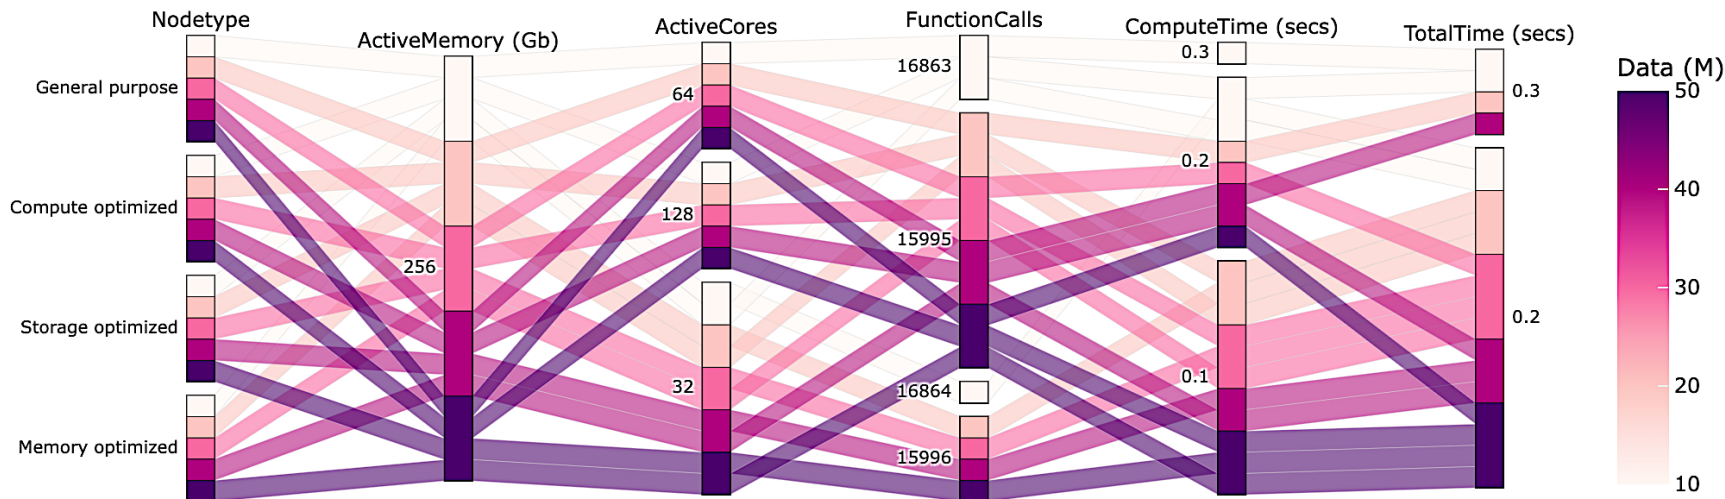 Nodetype
ActiveMemory (Gb)
ActiveCores
FunctionCalls
ComputeTime (secs)
TotalTime (secs)
Data (M)
General purpose
Compute optimized
Storage optimized
Memory optimized
256
64
128
32
16863
15995
16864
15996
0.3
0.2
0.1
0.3
0.2
50
40
30
20
10